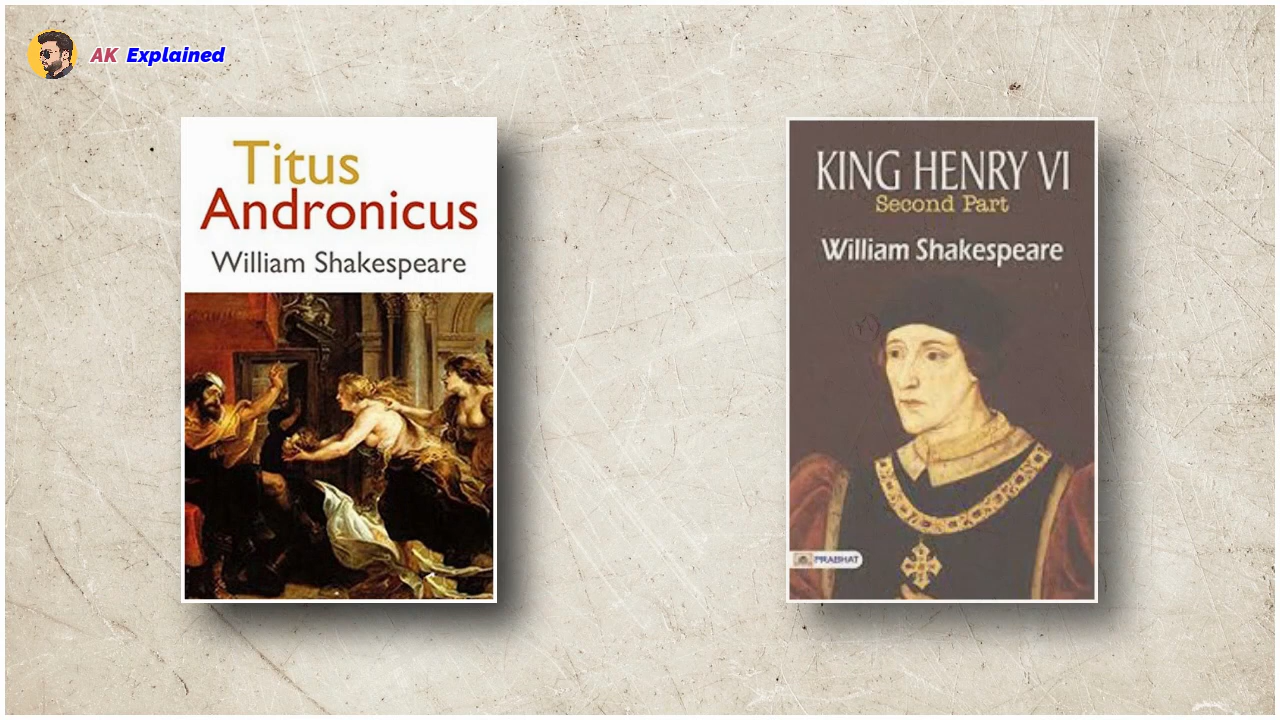 AK Explained
Titus
Andronicus
William Shakespeare
KING HENRY VI
Second Part
William Shakespeare
PRABHAT